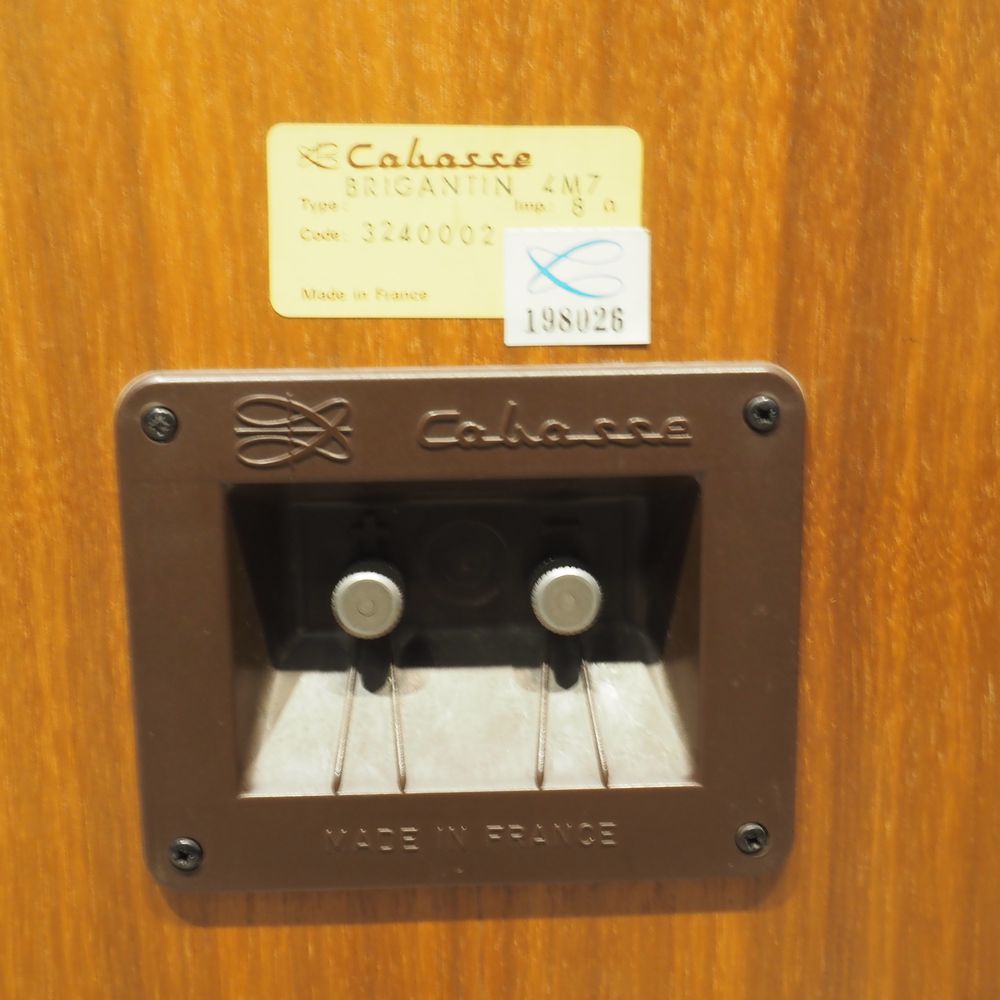 Cabasse
BRIGANTIN 4M7
Type: Imp: 8 Ω
Code: 3240002
Made in France
198026
Cabasse
+ −
MADE IN FRANCE